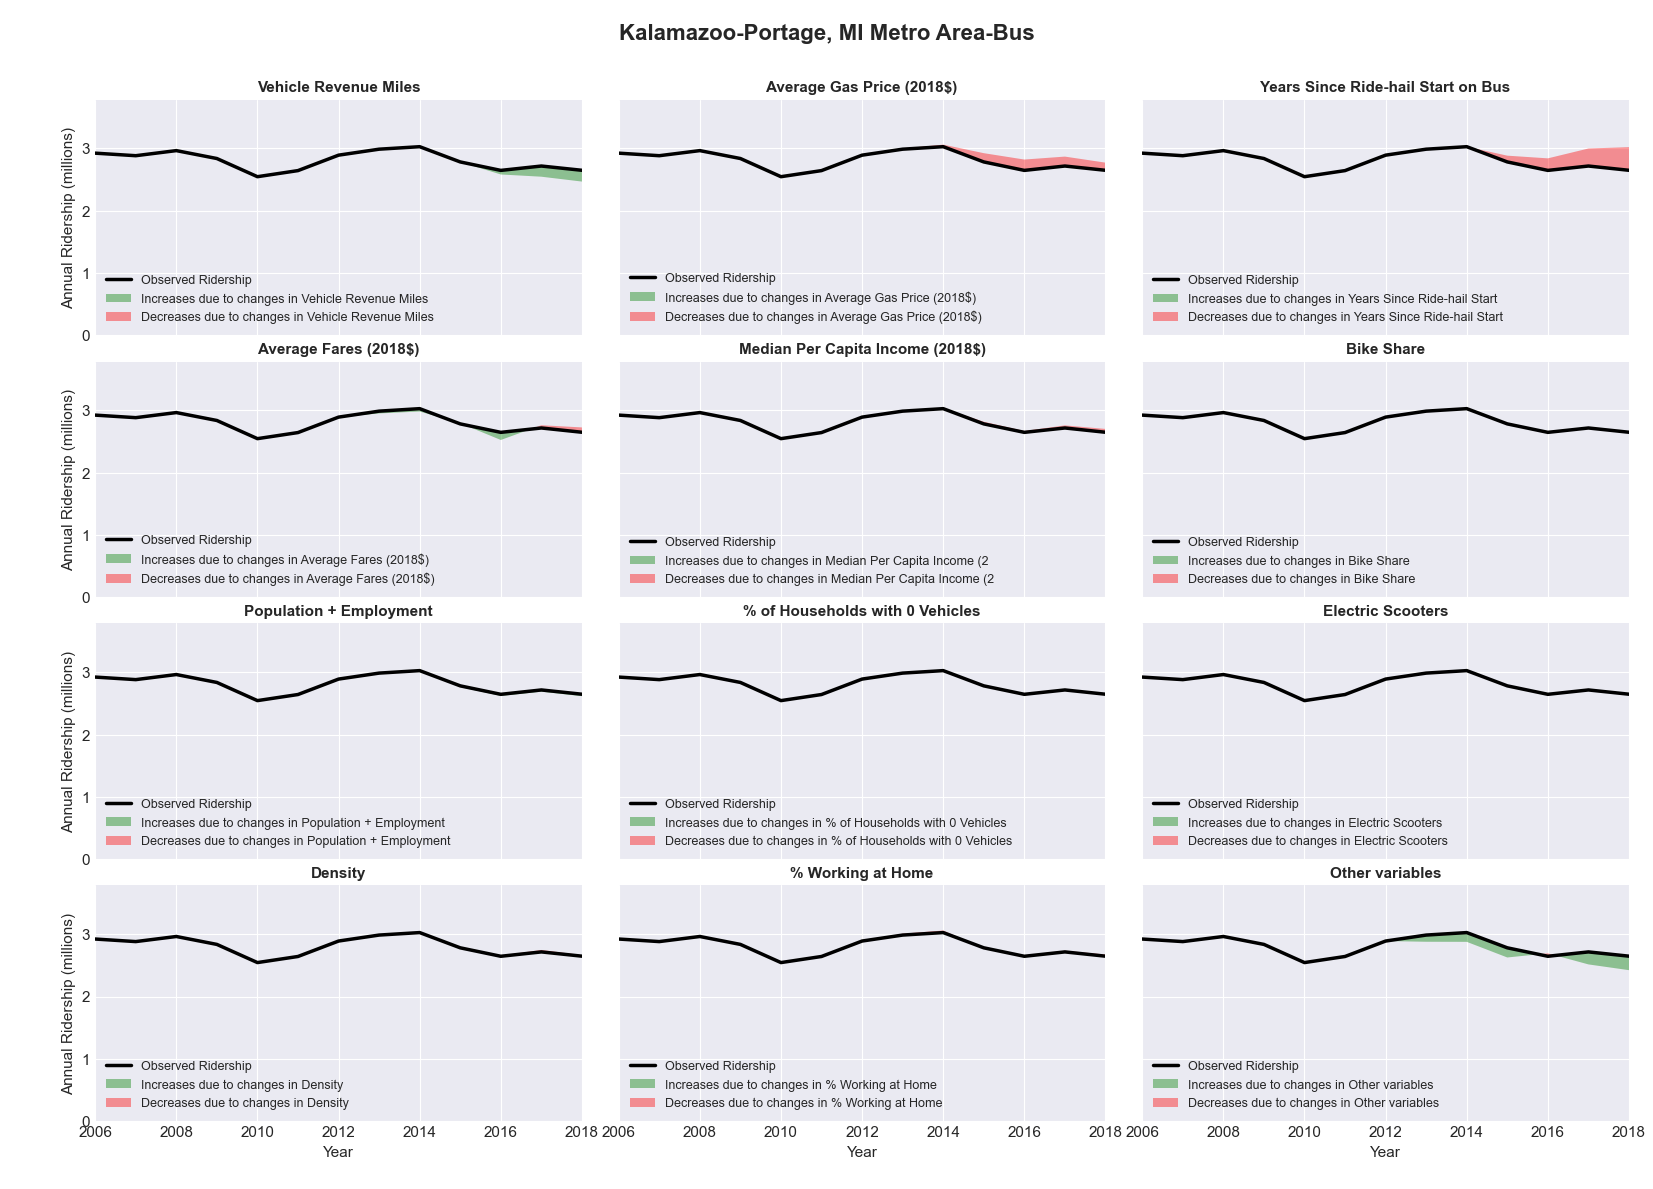 Kalamazoo-Portage, MI Metro Area-Bus
Vehicle Revenue Miles
Annual Ridership (millions)
3
2
1
0
Observed Ridership
Increases due to changes in Vehicle Revenue Miles
Decreases due to changes in Vehicle Revenue Miles
Average Gas Price (2018$)
Observed Ridership
Increases due to changes in Average Gas Price (2018$)
Decreases due to changes in Average Gas Price (2018$)
Years Since Ride-hail Start on Bus
Observed Ridership
Increases due to changes in Years Since Ride-hail Start
Decreases due to changes in Years Since Ride-hail Start
Average Fares (2018$)
Annual Ridership (millions)
3
2
1
0
Observed Ridership
Increases due to changes in Average Fares (2018$)
Decreases due to changes in Average Fares (2018$)
Median Per Capita Income (2018$)
Observed Ridership
Increases due to changes in Median Per Capita Income (2
Decreases due to changes in Median Per Capita Income (2
Bike Share
Observed Ridership
Increases due to changes in Bike Share
Decreases due to changes in Bike Share
Population + Employment
Annual Ridership (millions)
3
2
1
0
Observed Ridership
Increases due to changes in Population + Employment
Decreases due to changes in Population + Employment
% of Households with 0 Vehicles
Observed Ridership
Increases due to changes in % of Households with 0 Vehicles
Decreases due to changes in % of Households with 0 Vehicles
Electric Scooters
Observed Ridership
Increases due to changes in Electric Scooters
Decreases due to changes in Electric Scooters
Density
Annual Ridership (millions)
3
2
1
0
Observed Ridership
Increases due to changes in Density
Decreases due to changes in Density
2006 2008 2010 2012 2014 2016 2018
Year
% Working at Home
Observed Ridership
Increases due to changes in % Working at Home
Decreases due to changes in % Working at Home
2006 2008 2010 2012 2014 2016 2018
Year
Other variables
Observed Ridership
Increases due to changes in Other variables
Decreases due to changes in Other variables
2006 2008 2010 2012 2014 2016 2018
Year